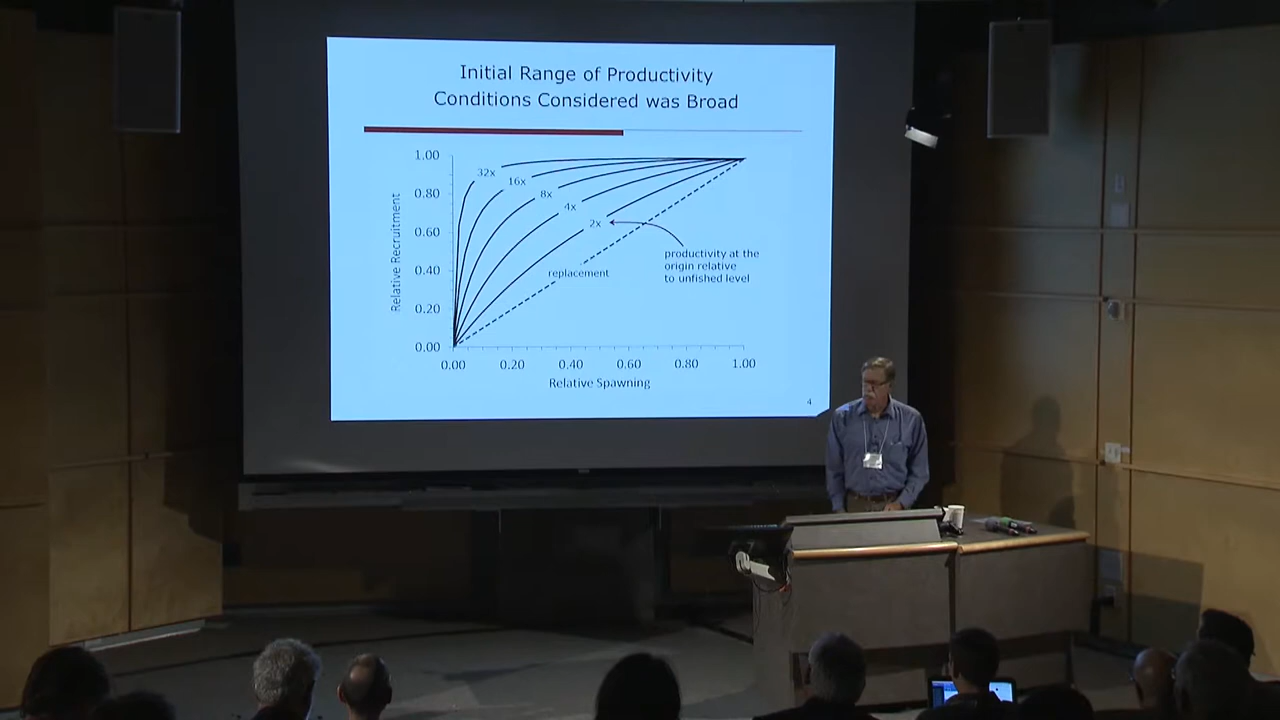 Initial Range of Productivity
Conditions Considered was Broad
1.00
0.80
0.60
0.40
0.20
0.00
Relative Recruitment
32x
16x
8x
4x
2x
replacement
productivity at the
origin relative
to unfished level
0.00 0.20 0.40 0.60 0.80 1.00
Relative Spawning
4